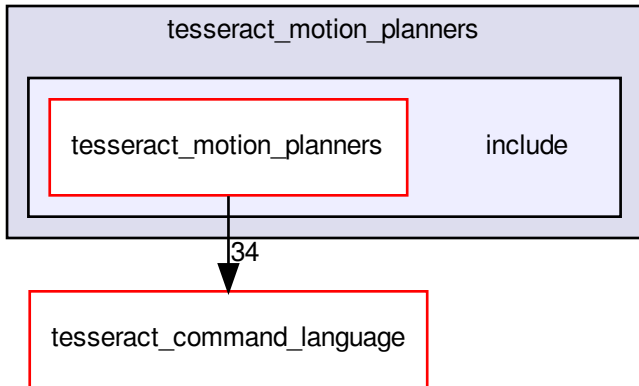 tesseract_motion_planners
tesseract_motion_planners include
34
tesseract_command_language